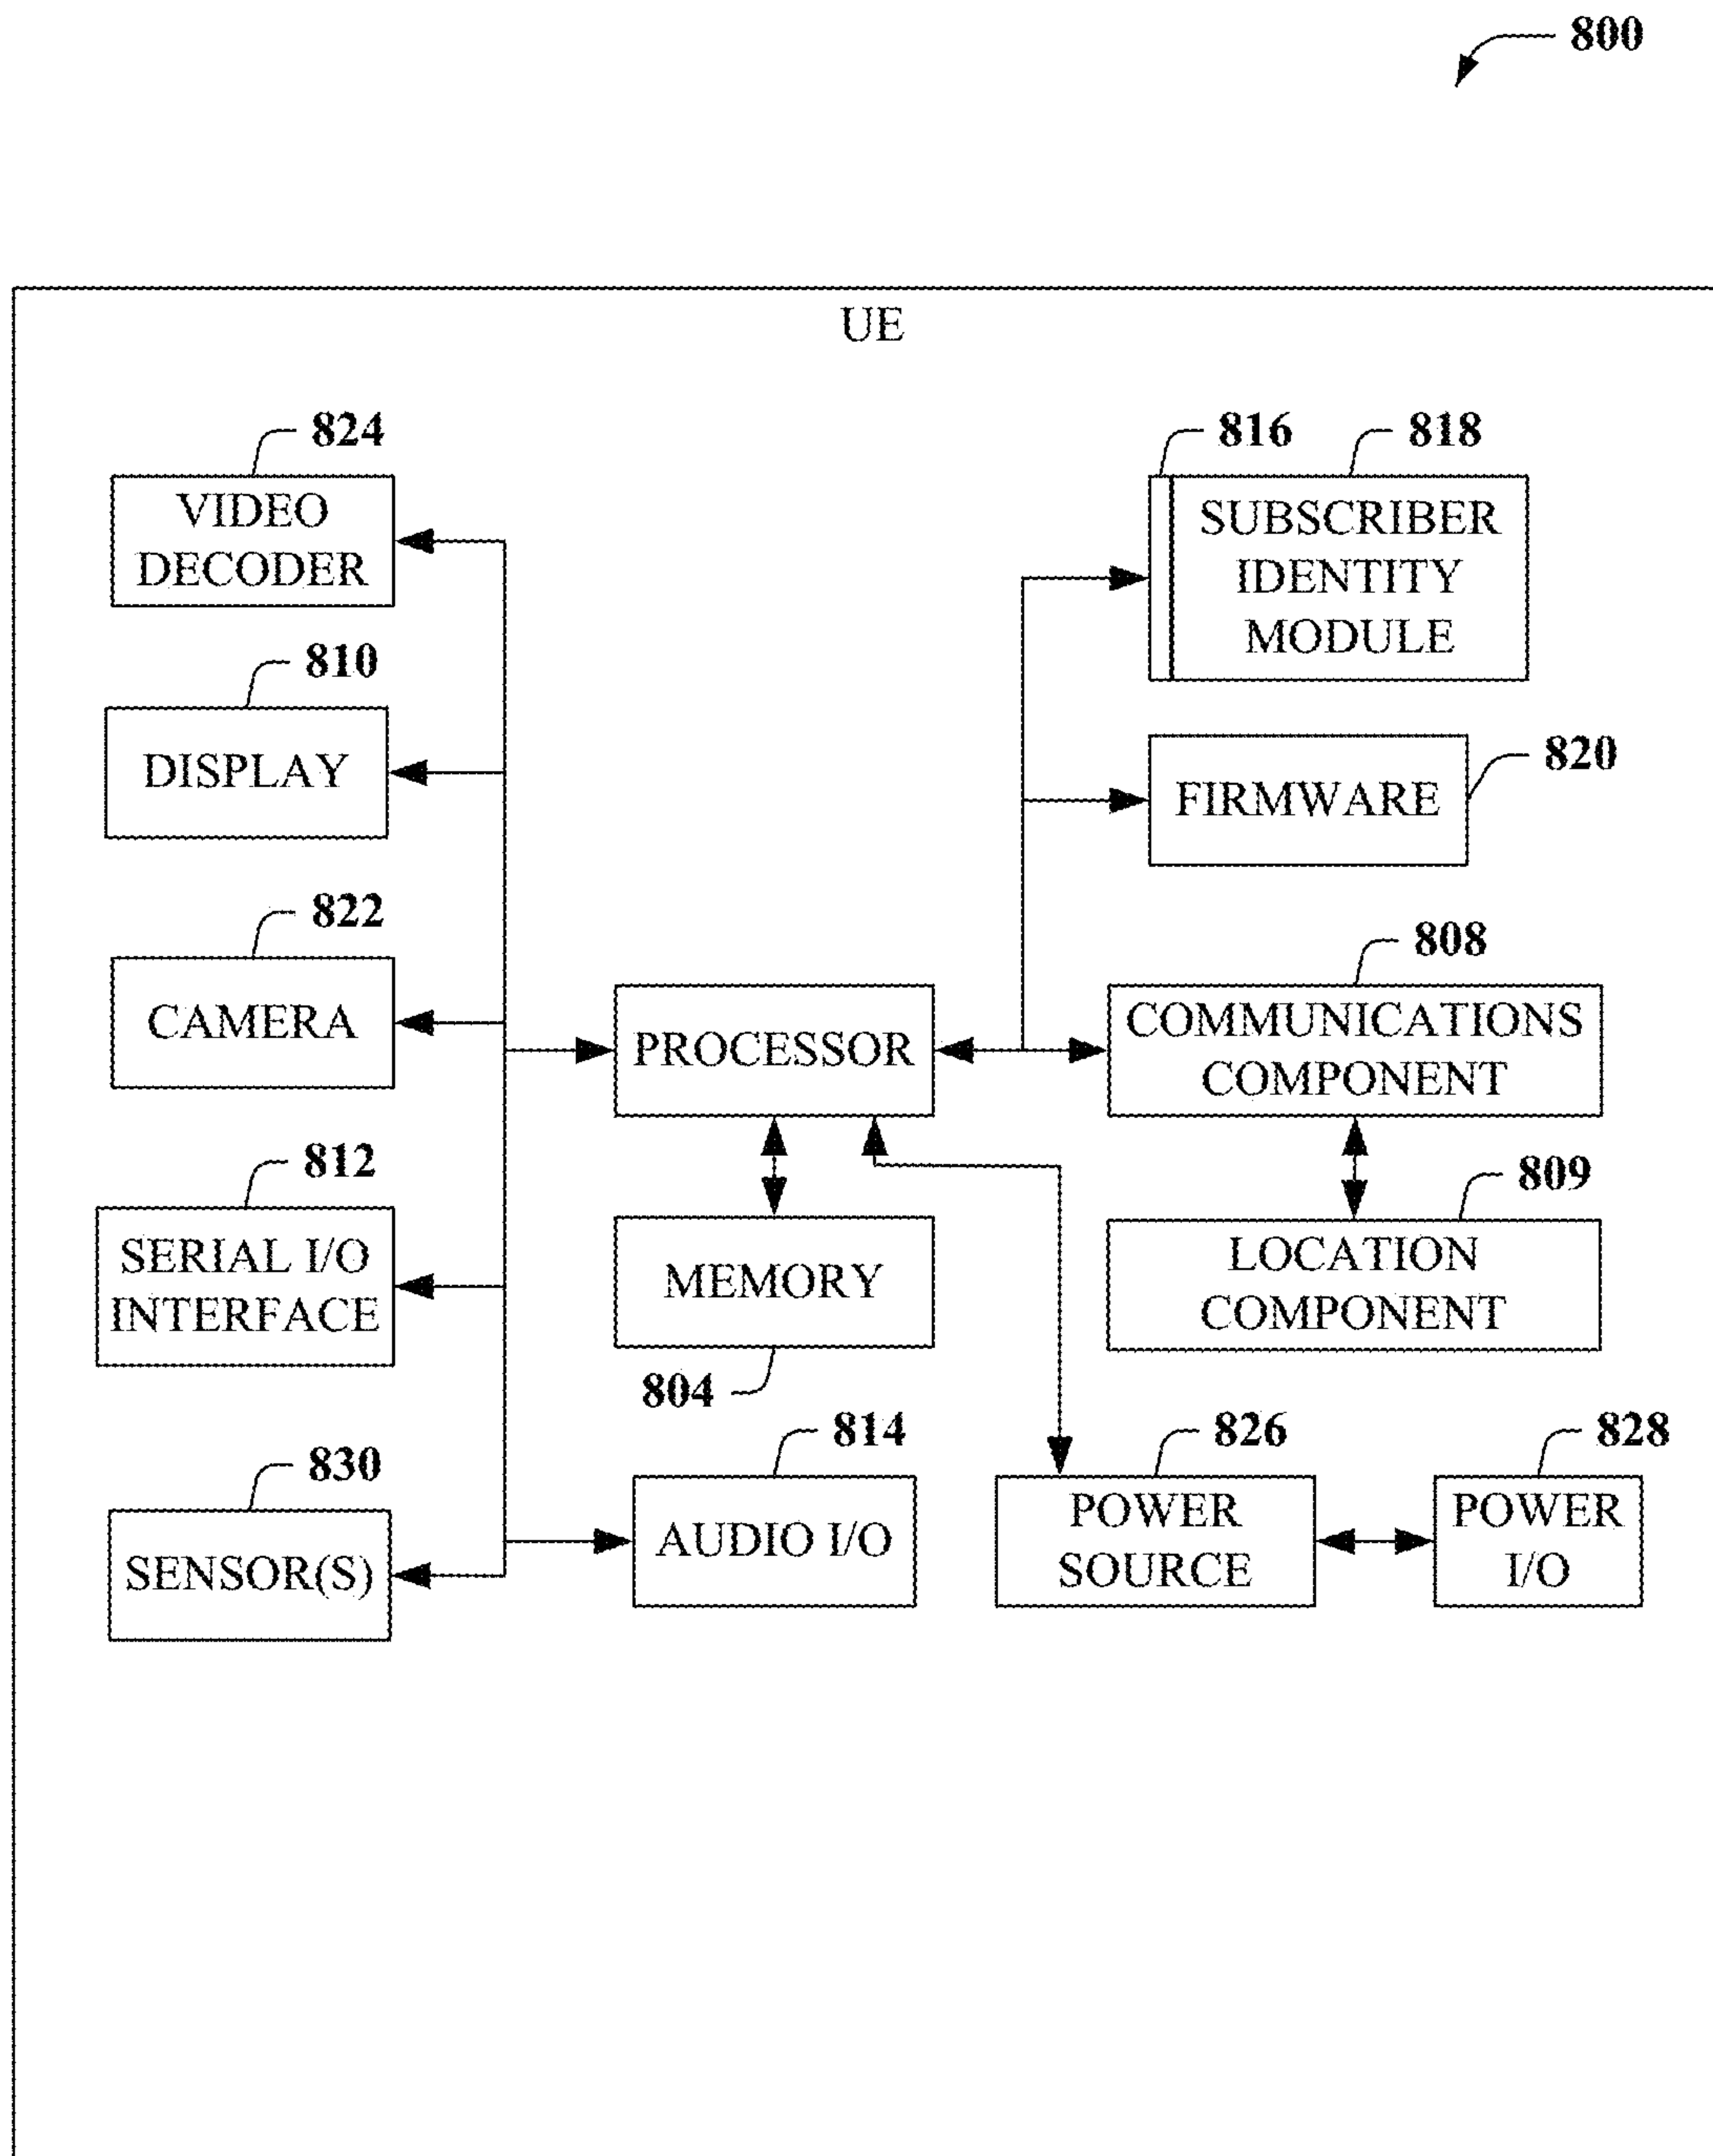 800
UE
824
VIDEO
DECODER
816
818
SUBSCRIBER
IDENTITY
MODULE
810
DISPLAY
820
FIRMWARE
822
CAMERA
PROCESSOR
808
COMMUNICATIONS
COMPONENT
812
SERIAL I/O
INTERFACE
MEMORY
804
809
LOCATION
COMPONENT
830
SENSOR(S)
814
AUDIO I/O
826
POWER
SOURCE
828
POWER
I/O